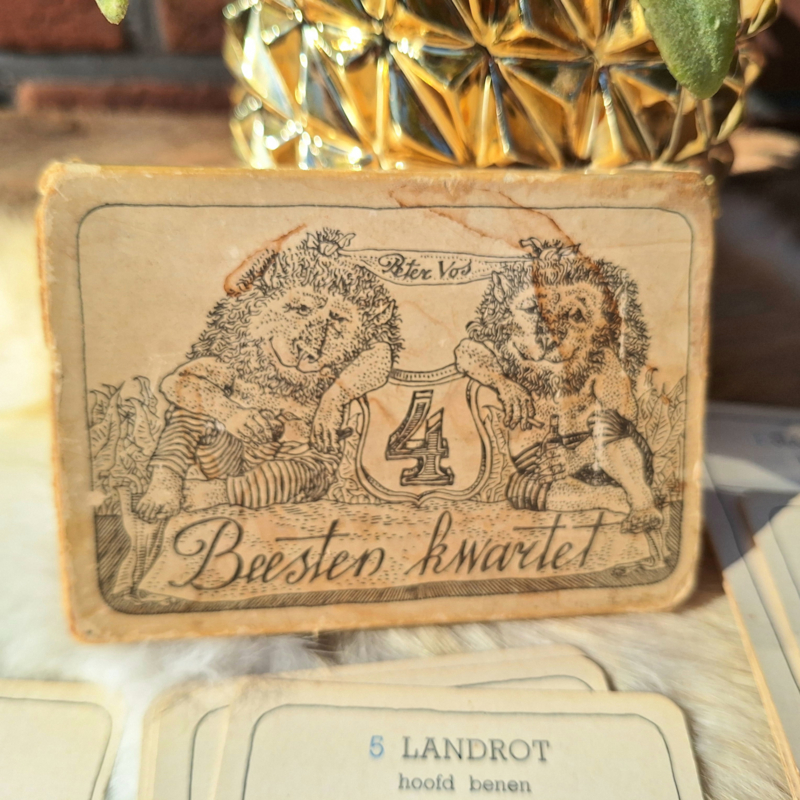 Peter Vos
4
Beesten kwartet
5 LANDROT
hoofd benen